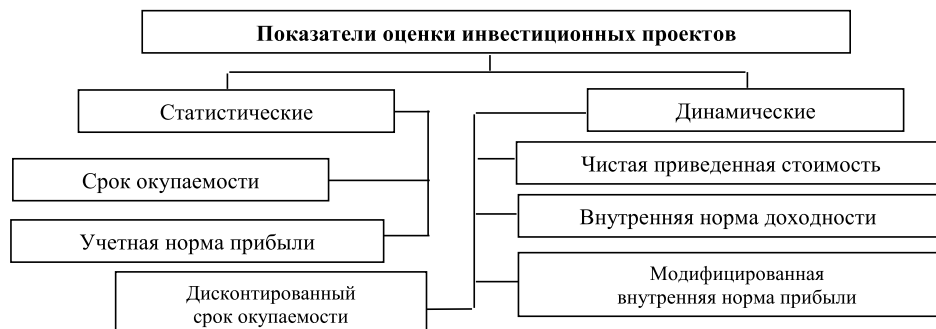 Показатели оценки инвестиционных проектов
Статистические
Динамические
Срок окупаемости
Учетная норма прибыли
Чистая приведенная стоимость
Внутренняя норма доходности
Дисконтированный
срок окупаемости
Модифицированная
внутренняя норма прибыли